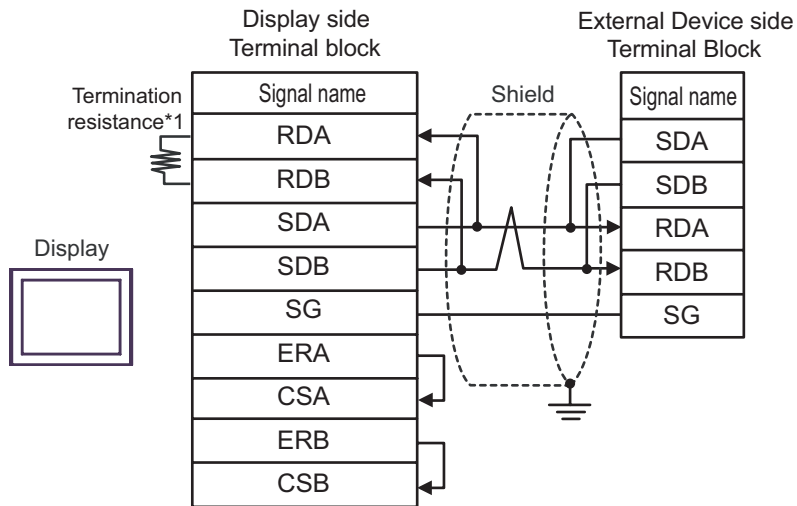 Display side
Terminal block
External Device side
Terminal Block
Termination
resistance*1
Signal name
Shield
Signal name
RDA
SDA
RDB
SDB
SDA
RDA
Display
SDB
RDB
SG
SG
ERA
CSA
ERB
CSB